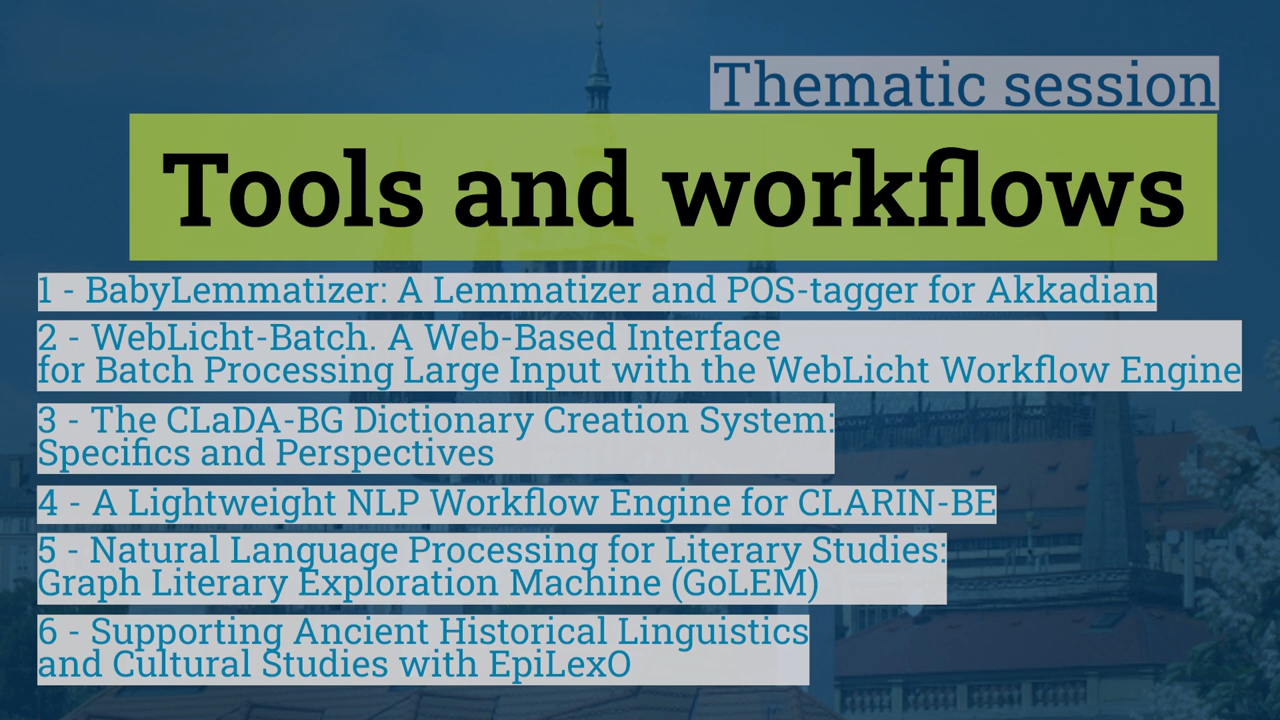 Thematic session
Tools and workflows
1 - BabyLemmatizer: A Lemmatizer and POS-tagger for Akkadian
2 - WebLicht-Batch. A Web-Based Interface
for Batch Processing Large Input with the WebLicht Workflow Engine
3 - The CLaDA-BG Dictionary Creation System:
Specifics and Perspectives
4 - A Lightweight NLP Workflow Engine for CLARIN-BE
5 - Natural Language Processing for Literary Studies:
Graph Literary Exploration Machine (GoLEM)
6 - Supporting Ancient Historical Linguistics
and Cultural Studies with EpiLexO